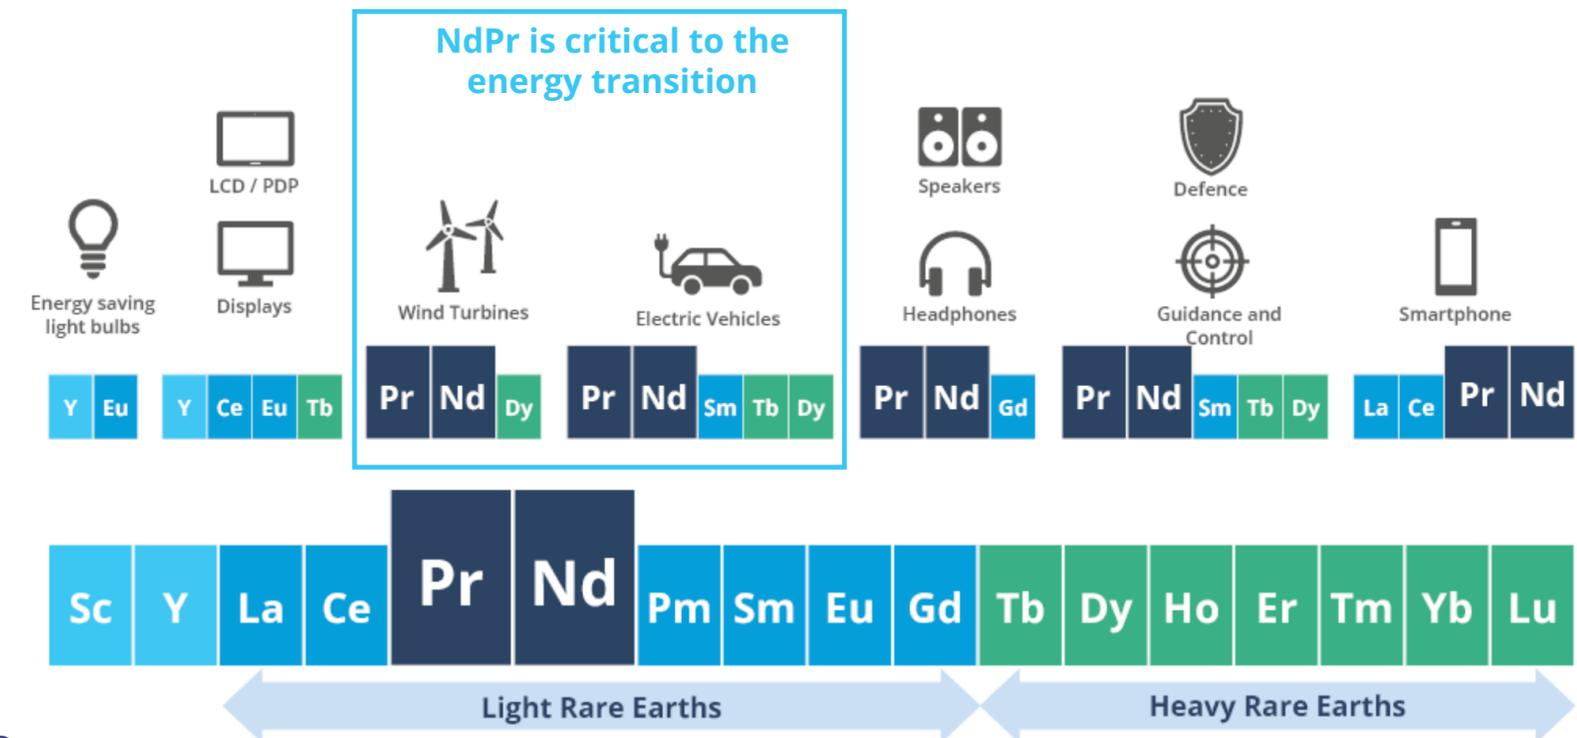 NdPr is critical to the
energy transition
LCD / PDP
Speakers
Defence
Energy saving
light bulbs
Displays
Wind Turbines
Electric Vehicles
Headphones
Guidance and
Control
Smartphone
Y Eu
Y Ce Eu Tb
Pr Nd Dy
Pr Nd Sm Tb Dy
Pr Nd Gd
Pr Nd Sm Tb Dy
La Ce Pr Nd
Sc Y La Ce Pr Nd Pm Sm Eu Gd Tb Dy Ho Er Tm Yb Lu
Light Rare Earths
Heavy Rare Earths